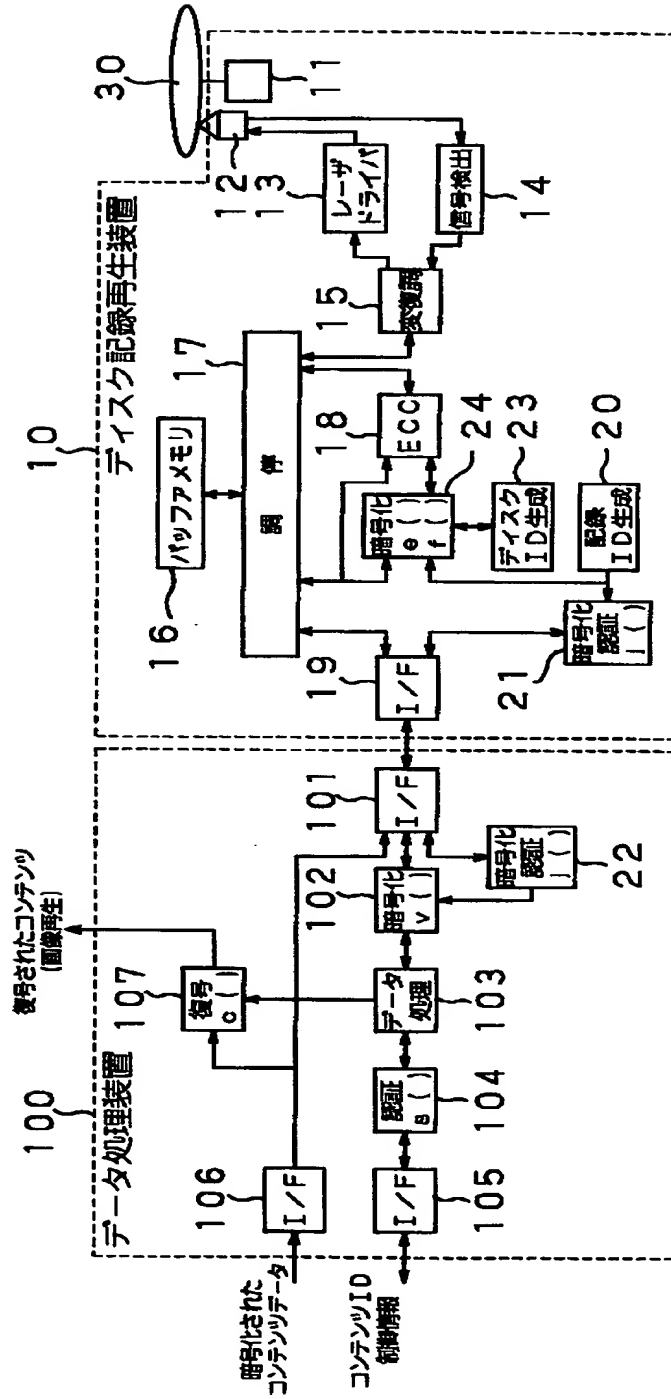 100
データ処理装置
暗号化された
コンテンツデータ
106
I/F
コンテンツID
制御情報
105
I/F
104
認証
s()
103
データ
処理
107
復号
c()
復号されたコンテンツ
(画像再生)
102
暗号化
v()
101
I/F
22
暗号化
認証
j()
10
ディスク記録再生装置
16
バッファメモリ
17
調停
19
I/F
21
暗号化
認証
i()
20
記録
ID生成
23
ディスク
ID生成
24
暗号化
e()
f()
18
ECC
15
変復調
13
レーザ
ドライバ
14
信号検出
12
11
30